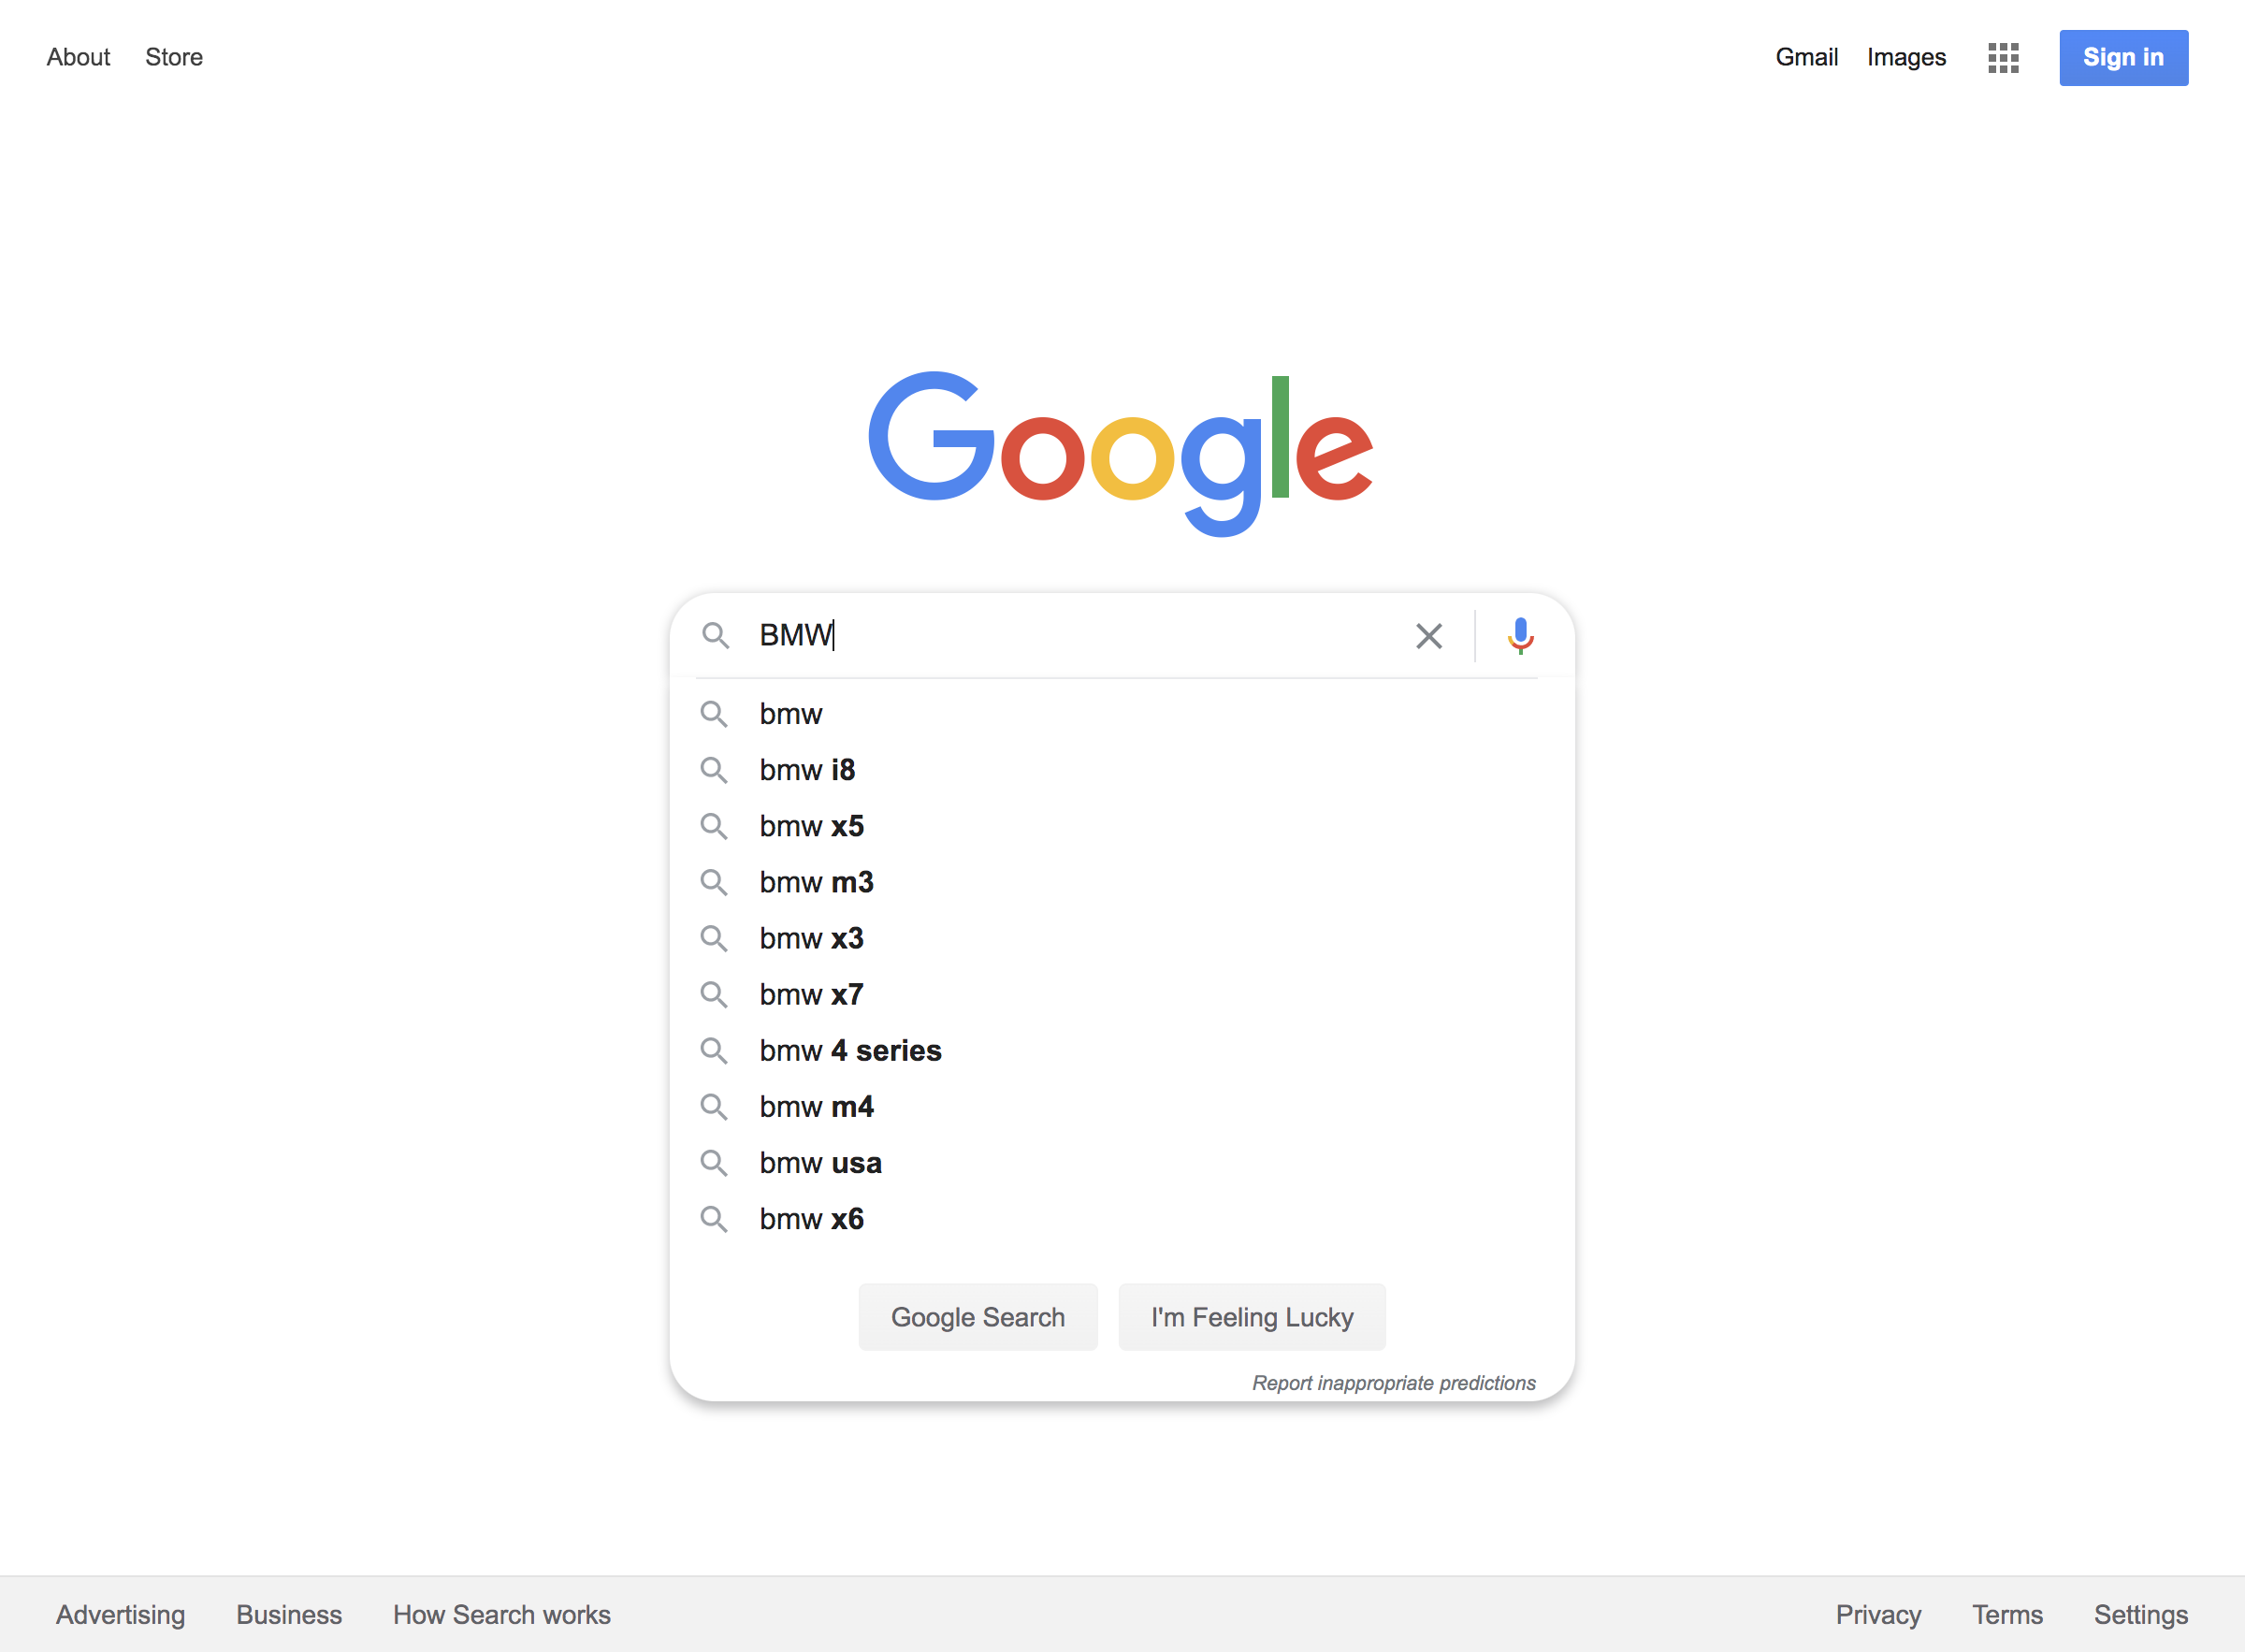 About Store Gmail Images Sign in
Google
BMW
bmw
bmw i8
bmw x5
bmw m3
bmw x3
bmw x7
bmw 4 series
bmw m4
bmw usa
bmw x6
Google Search I'm Feeling Lucky
Report inappropriate predictions
Advertising Business How Search works Privacy Terms Settings